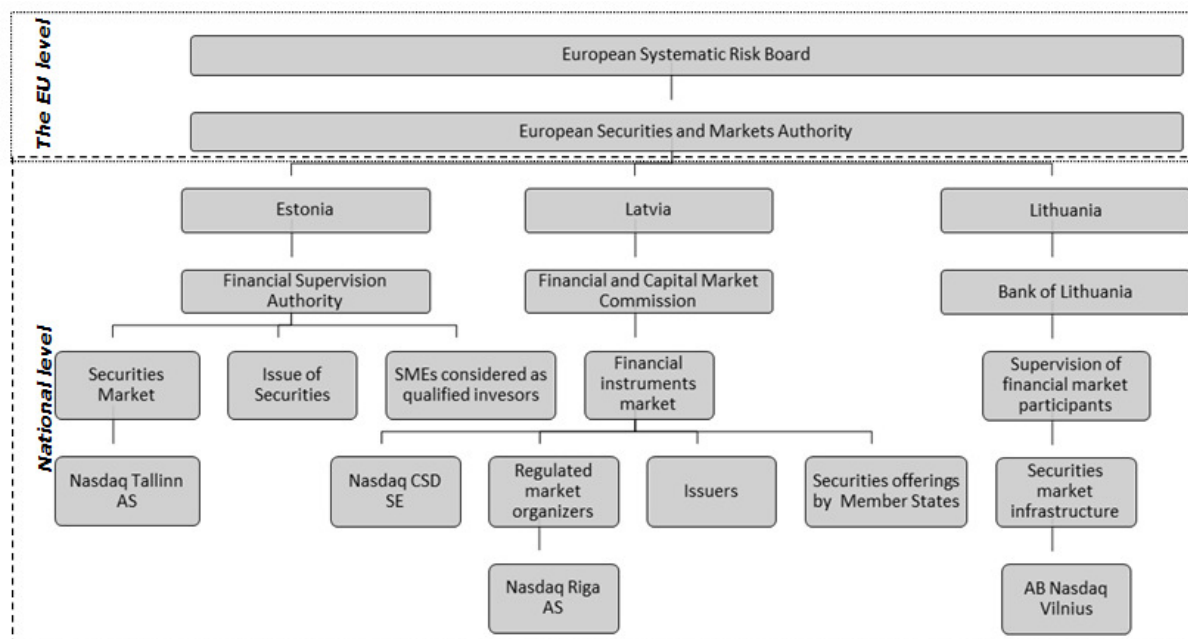 The EU level
European Systematic Risk Board
European Securities and Markets Authority
National level
Estonia
Latvia
Lithuania
Financial Supervision
Authority
Financial and Capital Market
Commission
Bank of Lithuania
Securities
Market
Issue of
Securities
SMEs considered as
qualified invesors
Financial
instruments
market
Supervision of
financial market
participants
Nasdaq Tallinn
AS
Nasdaq CSD
SE
Regulated
market
organizers
Issuers
Securities offerings
by Member States
Securities
market
infrastructure
Nasdaq Riga
AS
AB Nasdaq
Vilnius